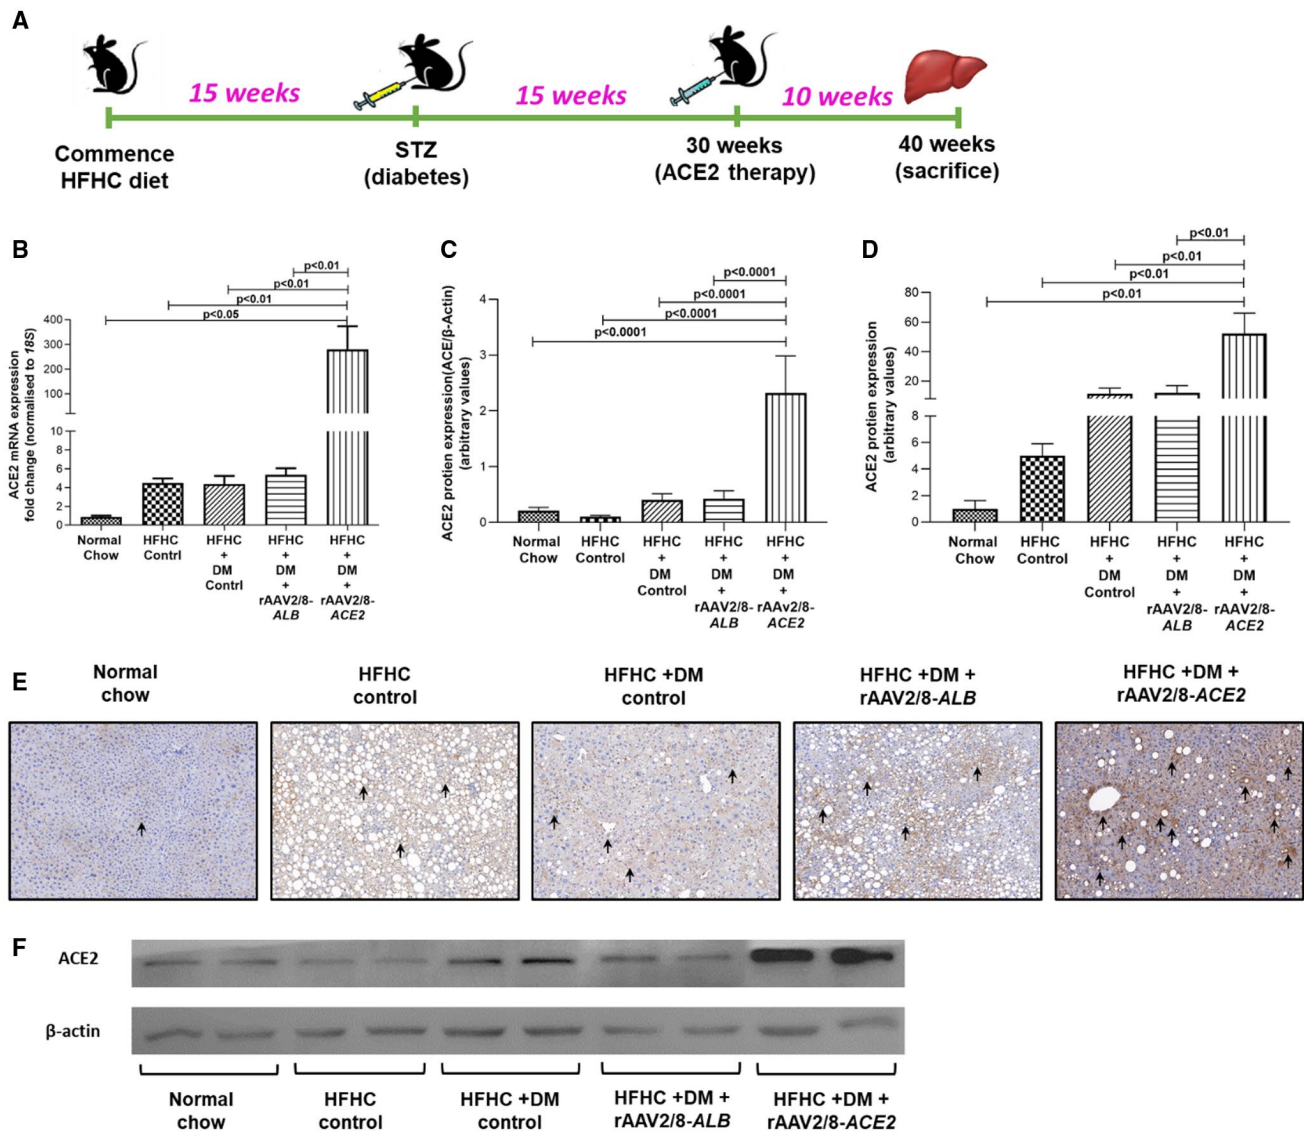 A
15 weeks
15 weeks
10 weeks
Commence
HFHC diet
STZ
(diabetes)
30 weeks
(ACE2 therapy)
40 weeks
(sacrifice)
B
p<0.01
p<0.01
p<0.01
p<0.05
ACE2 mRNA expression
fold change (normalised to 18S)
400
300
200
100
10
8
6
4
2
0
Normal
Chow
HFHC
Contrl
HFHC
+
DM
Contrl
HFHC
+
DM
+
rAAV2/8-
ALB
HFHC
+
DM
+
rAAV2/8-
ACE2
C
p<0.0001
p<0.0001
p<0.0001
p<0.0001
ACE2 protien expression(ACE/β-Actin)
(arbitrary values)
4
3
2
1
0
Normal
Chow
HFHC
Control
HFHC
+
DM
Control
HFHC
+
DM
+
rAAV2/8-
ALB
HFHC
+
DM
+
rAAv2/8-
ACE2
D
p<0.01
p<0.01
p<0.01
p<0.01
ACE2 protien expression
(arbitrary values)
80
60
40
20
8
6
4
2
0
Normal
Chow
HFHC
Control
HFHC
+
DM
Control
HFHC
+
DM
+
rAAV2/8-
ALB
HFHC
+
DM
+
rAAV2/8-
ACE2
E
Normal
chow
HFHC
control
HFHC +DM
control
HFHC +DM +
rAAV2/8-ALB
HFHC +DM +
rAAV2/8-ACE2
F
ACE2
β-actin
Normal
chow
HFHC
control
HFHC +DM
control
HFHC +DM +
rAAV2/8-ALB
HFHC +DM +
rAAV2/8-ACE2